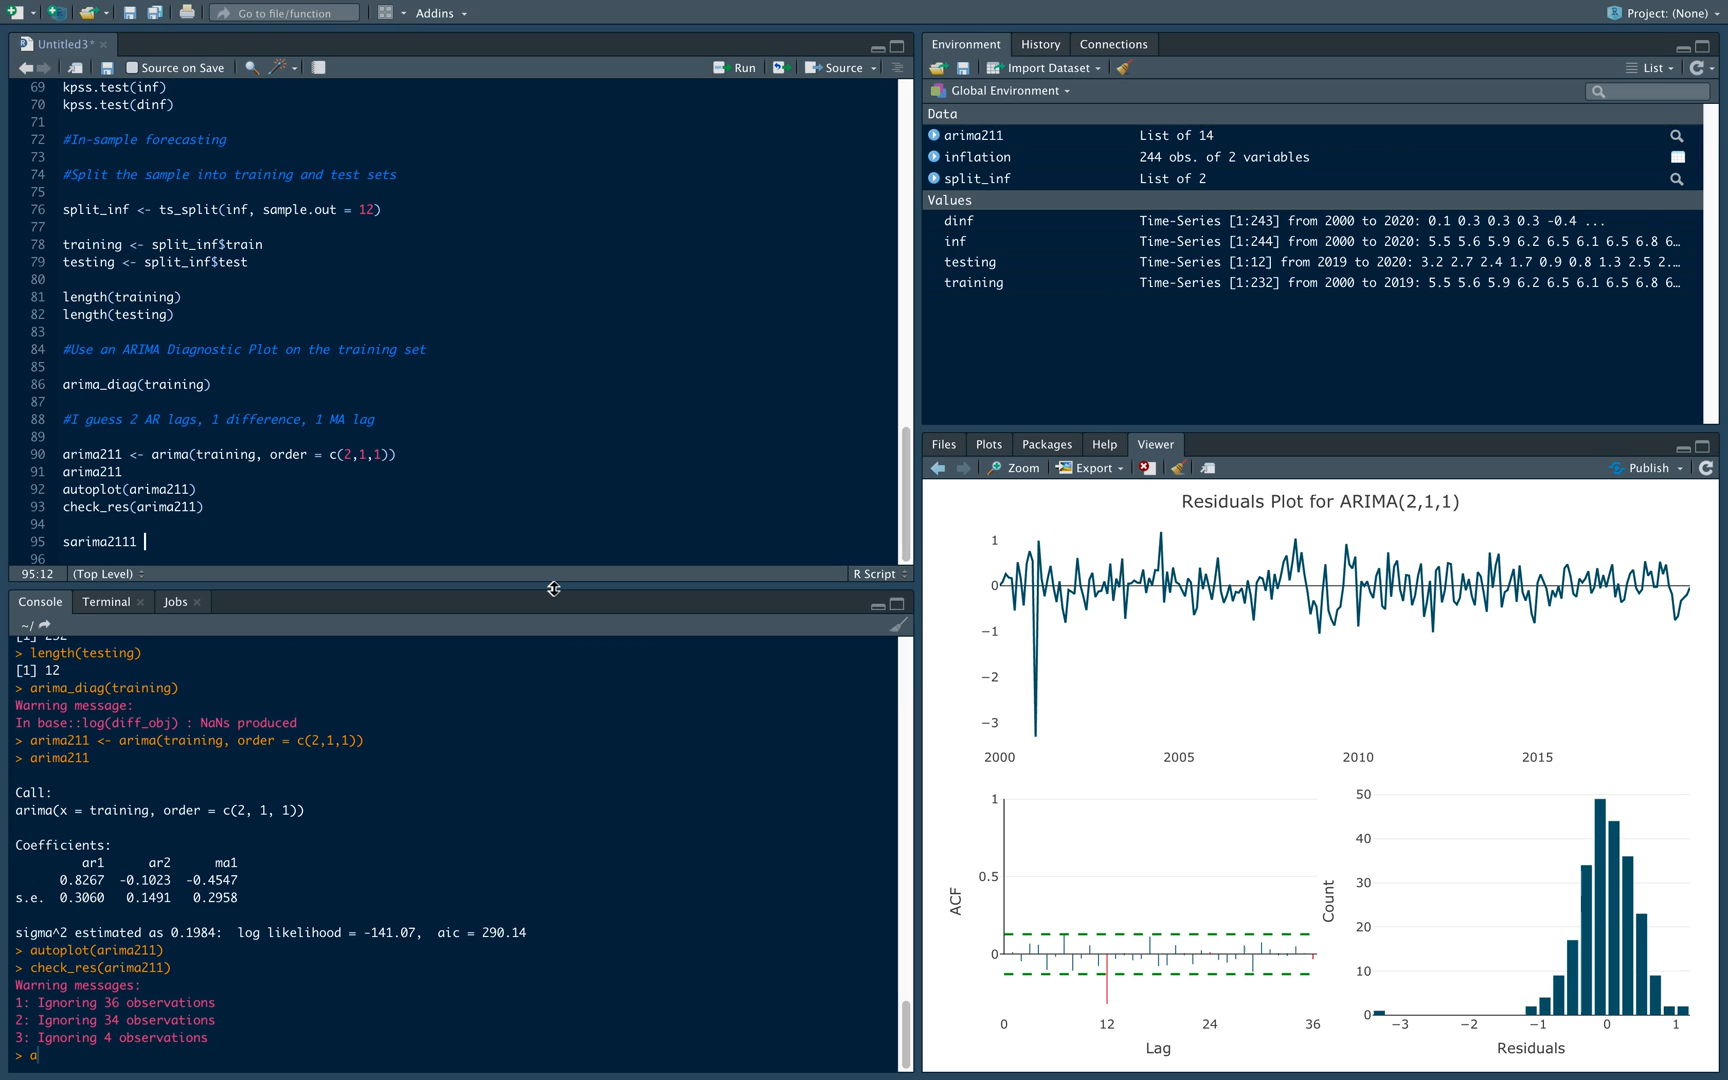 Go to file/function
Addins
Project: (None)
Untitled3*
Source on Save
Run
Source
69 kpss.test(inf)
70 kpss.test(dinf)
71
72 #In-sample forecasting
73
74 #Split the sample into training and test sets
75
76 split_inf <- ts_split(inf, sample.out = 12)
77
78 training <- split_inf$train
79 testing <- split_inf$test
80
81 length(training)
82 length(testing)
83
84 #Use an ARIMA Diagnostic Plot on the training set
85
86 arima_diag(training)
87
88 #I guess 2 AR lags, 1 difference, 1 MA lag
89
90 arima211 <- arima(training, order = c(2,1,1))
91 arima211
92 autoplot(arima211)
93 check_res(arima211)
94
95 sarima2111
96
95:12 (Top Level) R Script
Console Terminal Jobs
~/
[1] 232
> length(testing)
[1] 12
> arima_diag(training)
Warning message:
In base::log(diff_obj) : NaNs produced
> arima211 <- arima(training, order = c(2,1,1))
> arima211
Call:
arima(x = training, order = c(2, 1, 1))
Coefficients:
ar1 ar2 ma1
0.8267 -0.1023 -0.4547
s.e. 0.3060 0.1491 0.2958
sigma^2 estimated as 0.1984: log likelihood = -141.07, aic = 290.14
> autoplot(arima211)
> check_res(arima211)
Warning messages:
1: Ignoring 36 observations
2: Ignoring 34 observations
3: Ignoring 4 observations
> a
Environment History Connections
Import Dataset List
Global Environment
Data
arima211 List of 14
inflation 244 obs. of 2 variables
split_inf List of 2
Values
dinf Time-Series [1:243] from 2000 to 2020: 0.1 0.3 0.3 0.3 -0.4 ...
inf Time-Series [1:244] from 2000 to 2020: 5.5 5.6 5.9 6.2 6.5 6.1 6.5 6.8 6…
testing Time-Series [1:12] from 2019 to 2020: 3.2 2.7 2.4 1.7 0.9 0.8 1.3 2.5 2.…
training Time-Series [1:232] from 2000 to 2019: 5.5 5.6 5.9 6.2 6.5 6.1 6.5 6.8 6…
Files Plots Packages Help Viewer
Zoom Export Publish
Residuals Plot for ARIMA(2,1,1)
1
0
−1
−2
−3
2000 2005 2010 2015
1
0.5
0
ACF
0 12 24 36
Lag
50
40
30
20
10
0
Count
−3 −2 −1 0 1
Residuals